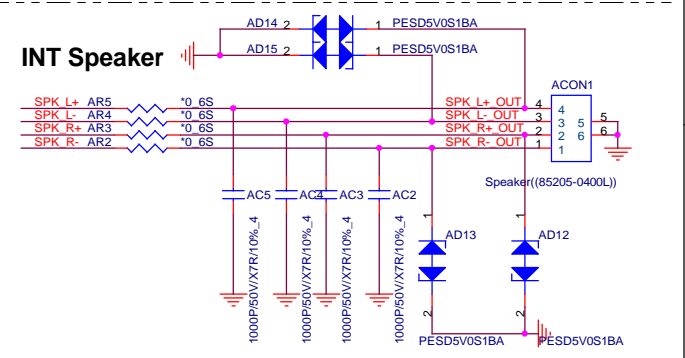 AD14 2 1 PESD5V0S1BA
AD15 2 1 PESD5V0S1BA
INT Speaker
ACON1
SPK_L+ AR5 *0_6S SPK_L+_OUT 4 4
SPK_L- AR4 *0_6S SPK_L-_OUT 3 3 5 5
SPK_R+ AR3 *0_6S SPK_R+_OUT 2 2 6 6
SPK_R- AR2 *0_6S SPK_R-_OUT 1 1
Speaker((85205-0400L))
AC5 AC4 AC3 AC2
1000P/50V/X7R/10%_4
1000P/50V/X7R/10%_4
1000P/50V/X7R/10%_4
1000P/50V/X7R/10%_4
1 1
AD13 AD12
2 2
PESD5V0S1BA PESD5V0S1BA